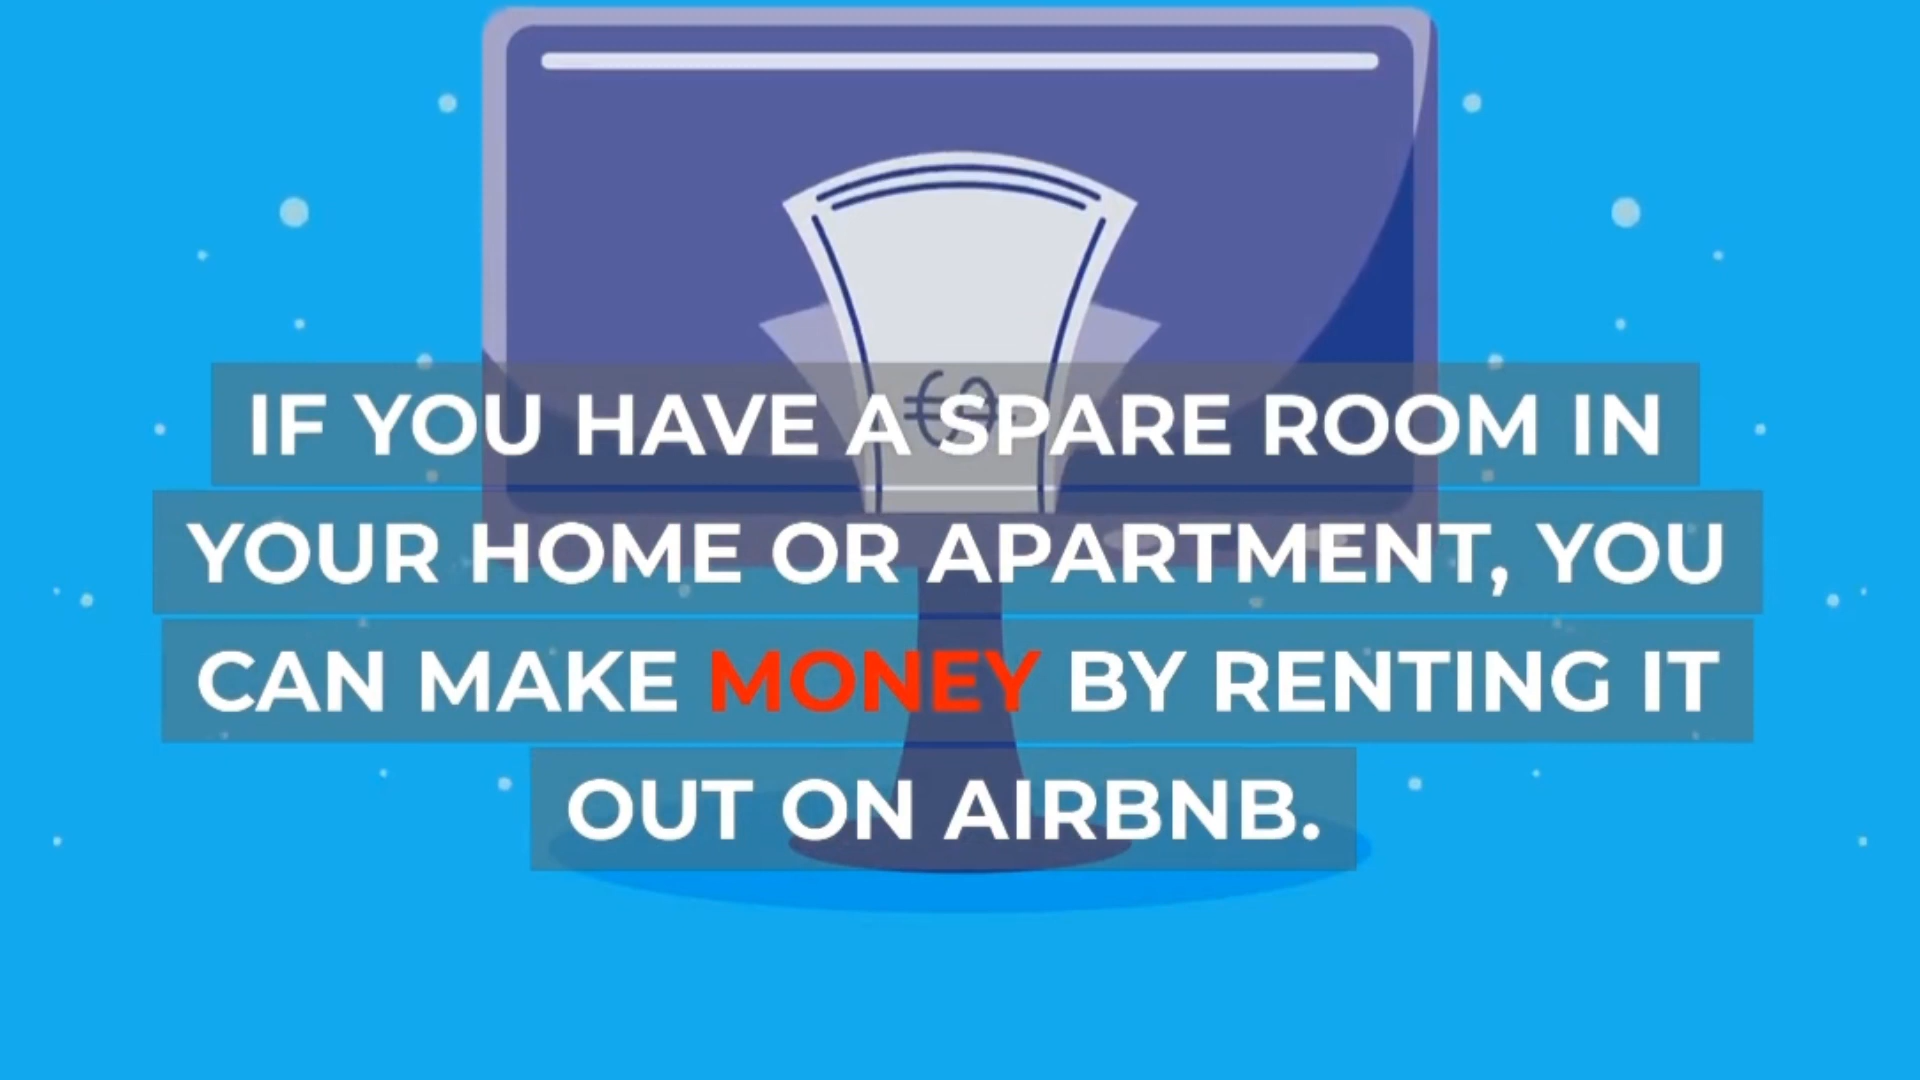 IF YOU HAVE A SPARE ROOM IN
YOUR HOME OR APARTMENT, YOU
CAN MAKE MONEY BY RENTING IT
OUT ON AIRBNB.